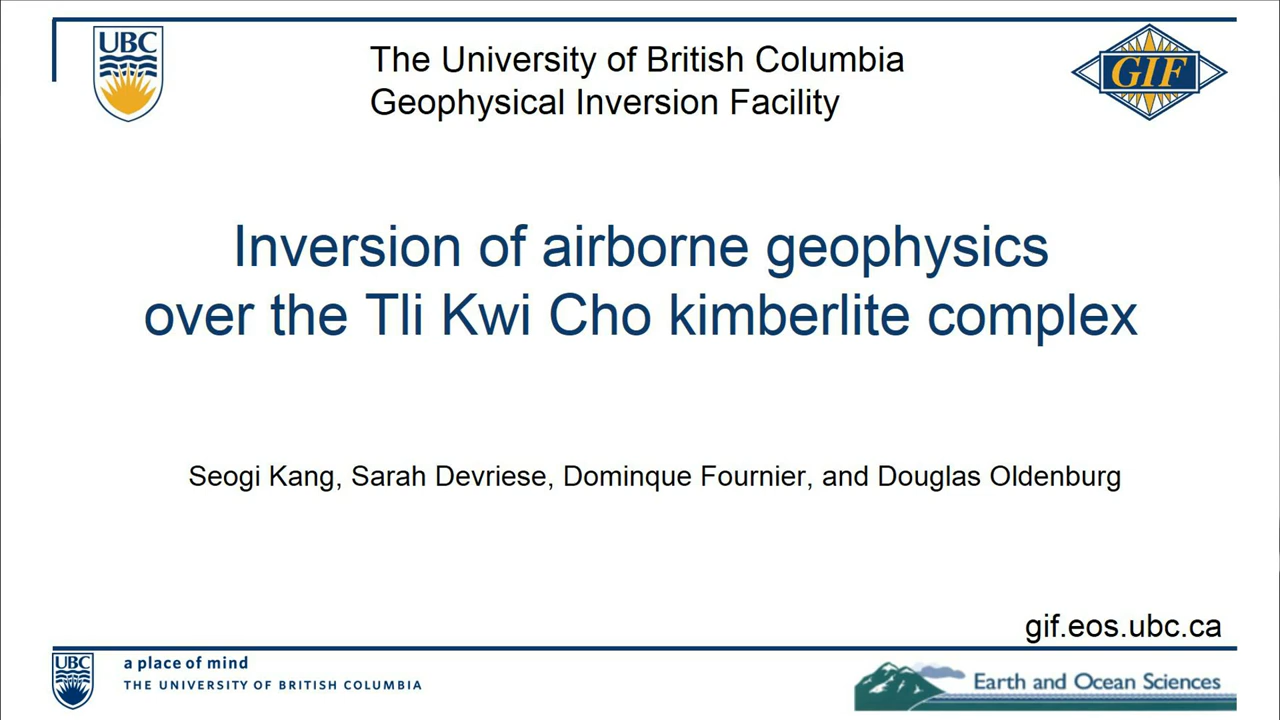 UBC
The University of British Columbia
Geophysical Inversion Facility
GIF
Inversion of airborne geophysics
over the Tli Kwi Cho kimberlite complex
Seogi Kang, Sarah Devriese, Dominque Fournier, and Douglas Oldenburg
gif.eos.ubc.ca
UBC
a place of mind
THE UNIVERSITY OF BRITISH COLUMBIA
Earth and Ocean Sciences